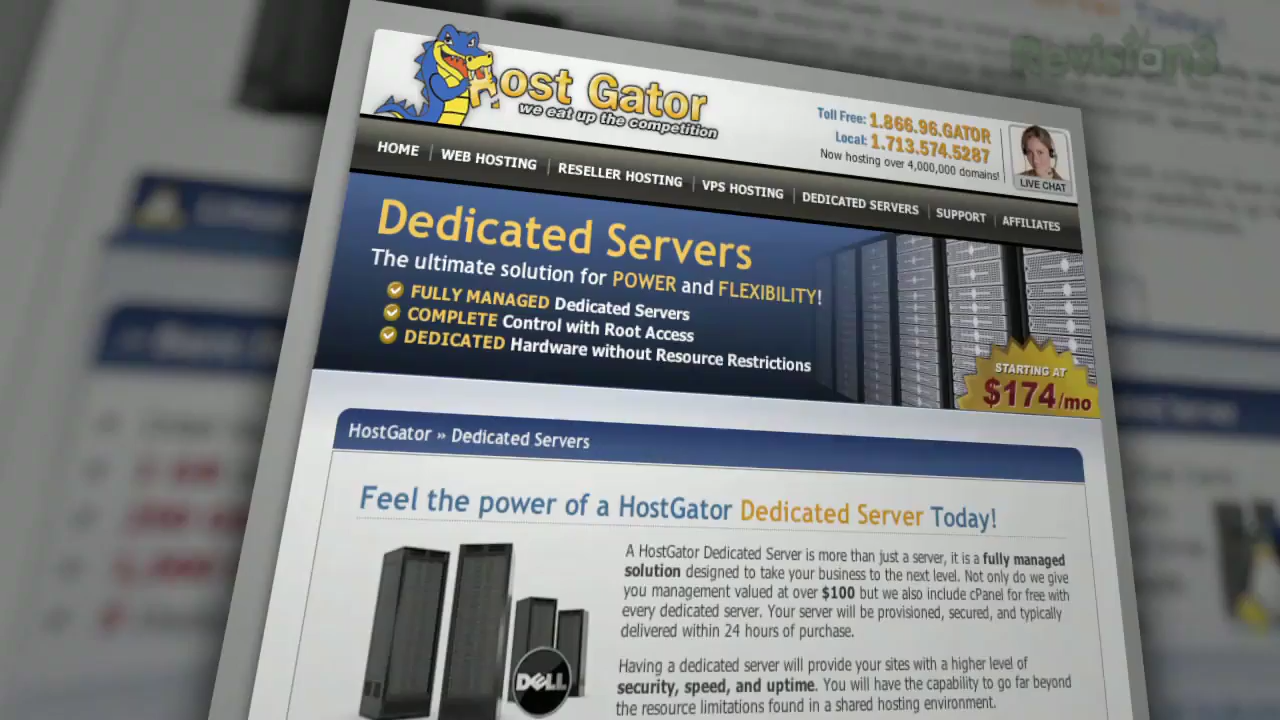 Revision3
Host Gator
we eat up the competition
Toll Free: 1.866.96.GATOR
Local: 1.713.574.5287
Now hosting over 4,000,000 domains!
LIVE CHAT
HOME
WEB HOSTING
RESELLER HOSTING
VPS HOSTING
DEDICATED SERVERS
SUPPORT
AFFILIATES
Dedicated Servers
The ultimate solution for POWER and FLEXIBILITY!
FULLY MANAGED Dedicated Servers
COMPLETE Control with Root Access
DEDICATED Hardware without Resource Restrictions
STARTING AT
$174/mo
HostGator » Dedicated Servers
Feel the power of a HostGator Dedicated Server Today!
A HostGator Dedicated Server is more than just a server, it is a fully managed
solution designed to take your business to the next level. Not only do we give
you management valued at over $100 but we also include cPanel for free with
every dedicated server. Your server will be provisioned, secured, and typically
delivered within 24 hours of purchase.
Having a dedicated server will provide your sites with a higher level of
security, speed, and uptime. You will have the capability to go far beyond
the resource limitations found in a shared hosting environment.
DELL